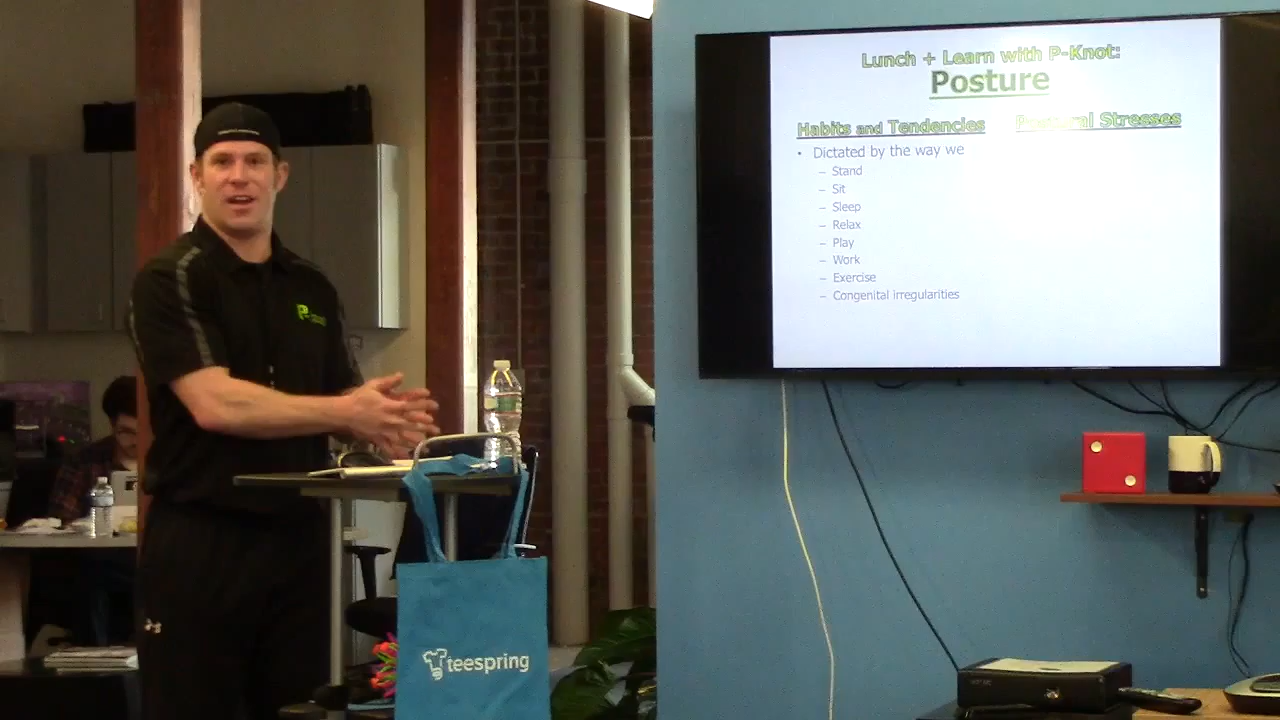 Lunch + Learn with P-Knot:
Posture
Habits and Tendencies
Postural Stresses
• Dictated by the way we
– Stand
– Sit
– Sleep
– Relax
– Play
– Work
– Exercise
– Congenital irregularities
teespring